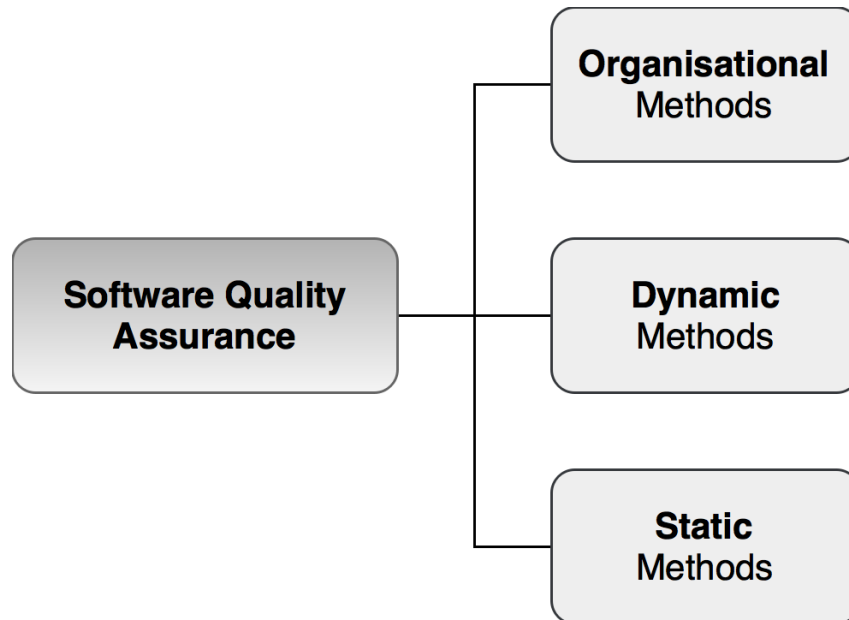 Organisational
Methods
Software Quality
Assurance
Dynamic
Methods
Static
Methods